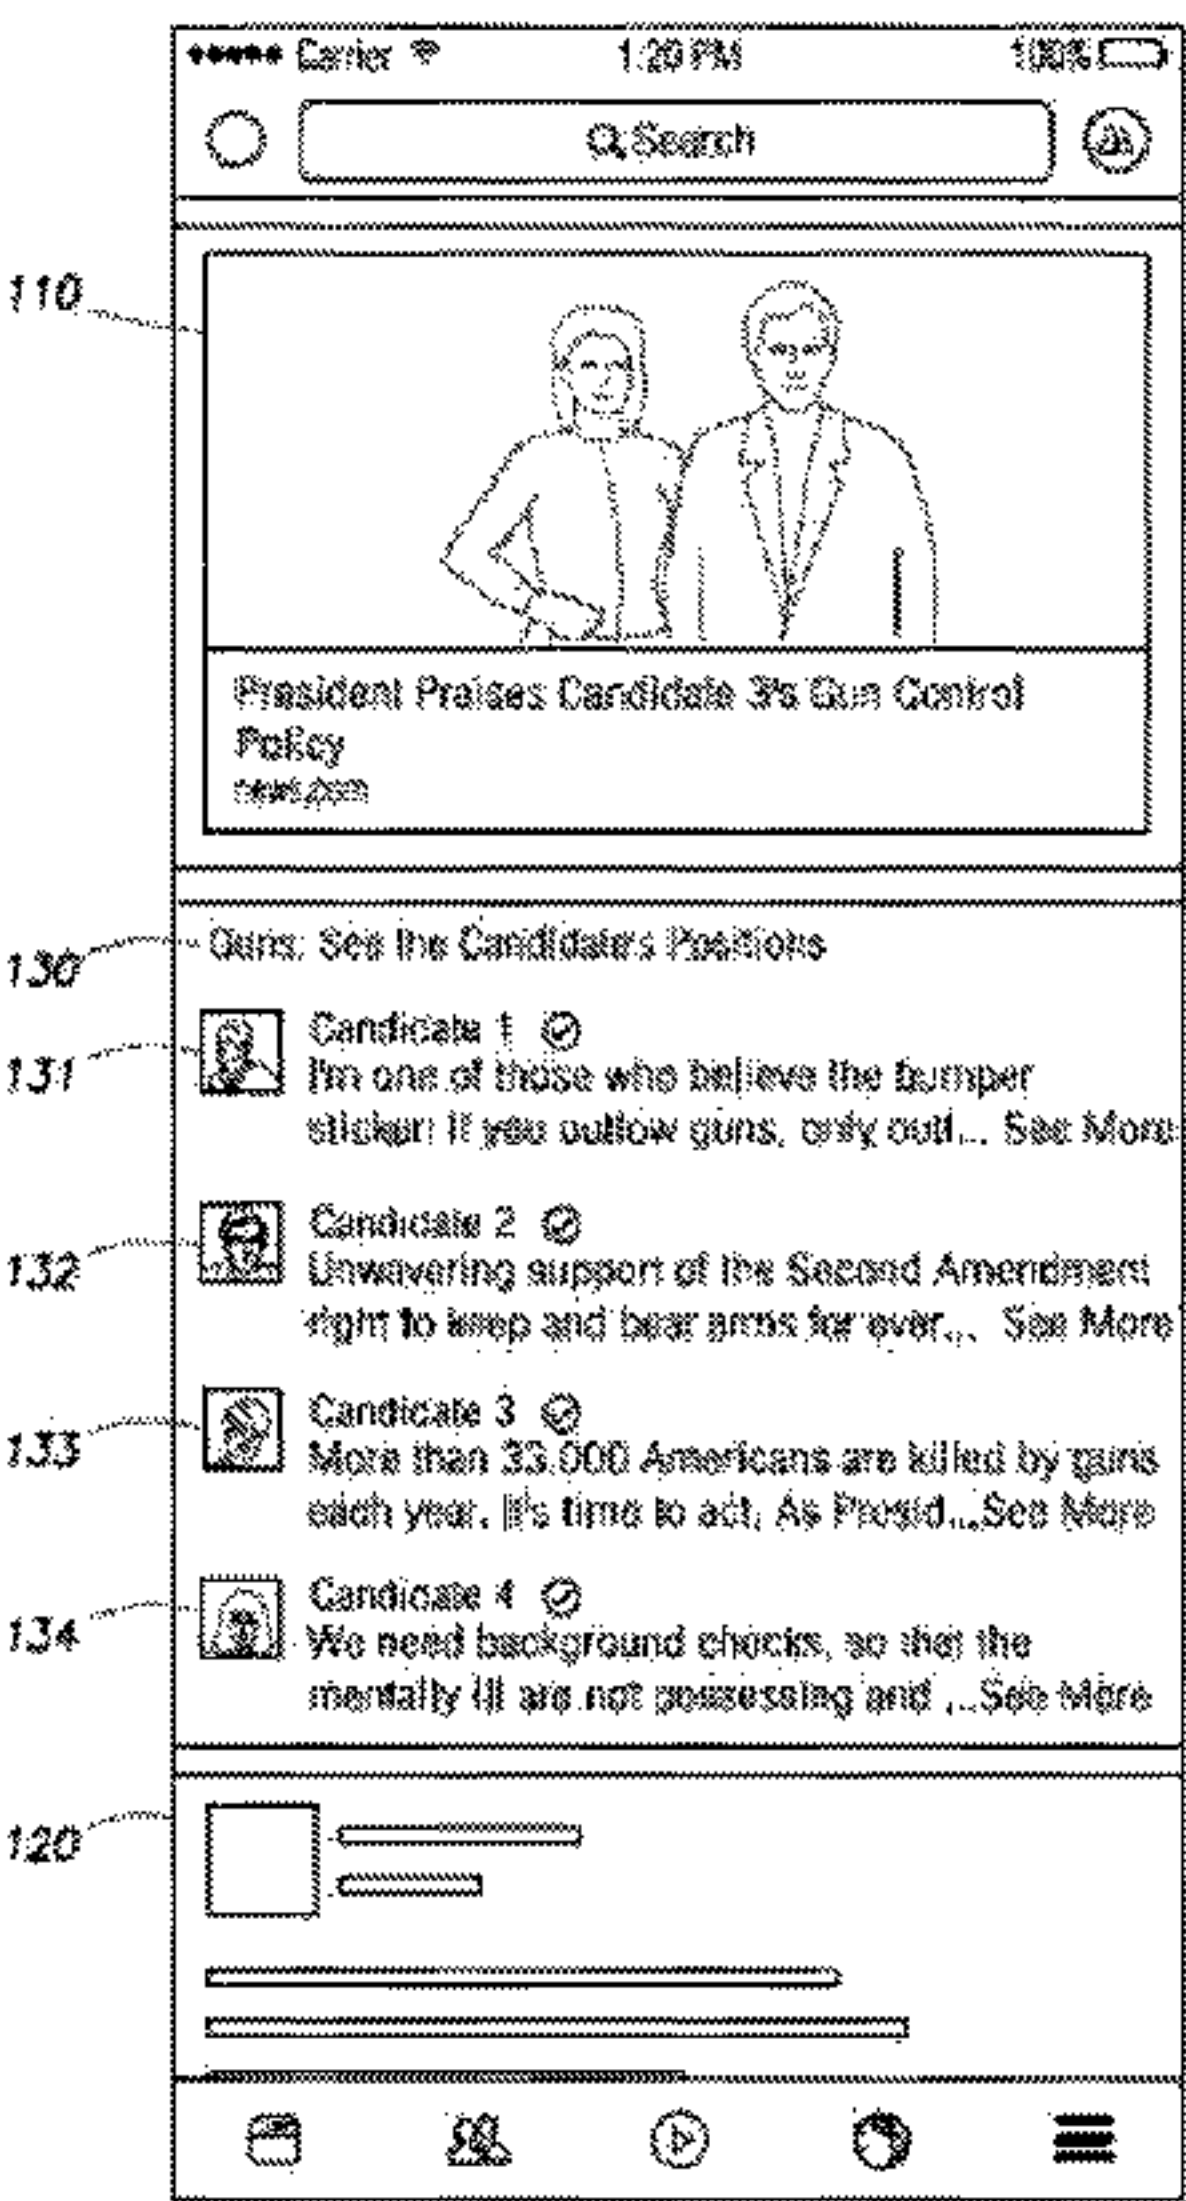 Carrier 1:20 PM 100%
Search
110
President Praises Candidate 3's Gun Control
Policy
news.com
130
Guns: See the Candidate's Positions
131
Candidate 1
I'm one of those who believe the bumper
sticker: If you outlow guns, only outl... See More
132
Candidate 2
Unwavering support of the Second Amendment
right to keep and bear arms for ever... See More
133
Candidate 3
More than 33,000 Americans are killed by guns
each year. It's time to act. As Presid...See More
134
Candidate 4
We need background checks, so that the
mentally ill are not possessing and ...See More
120